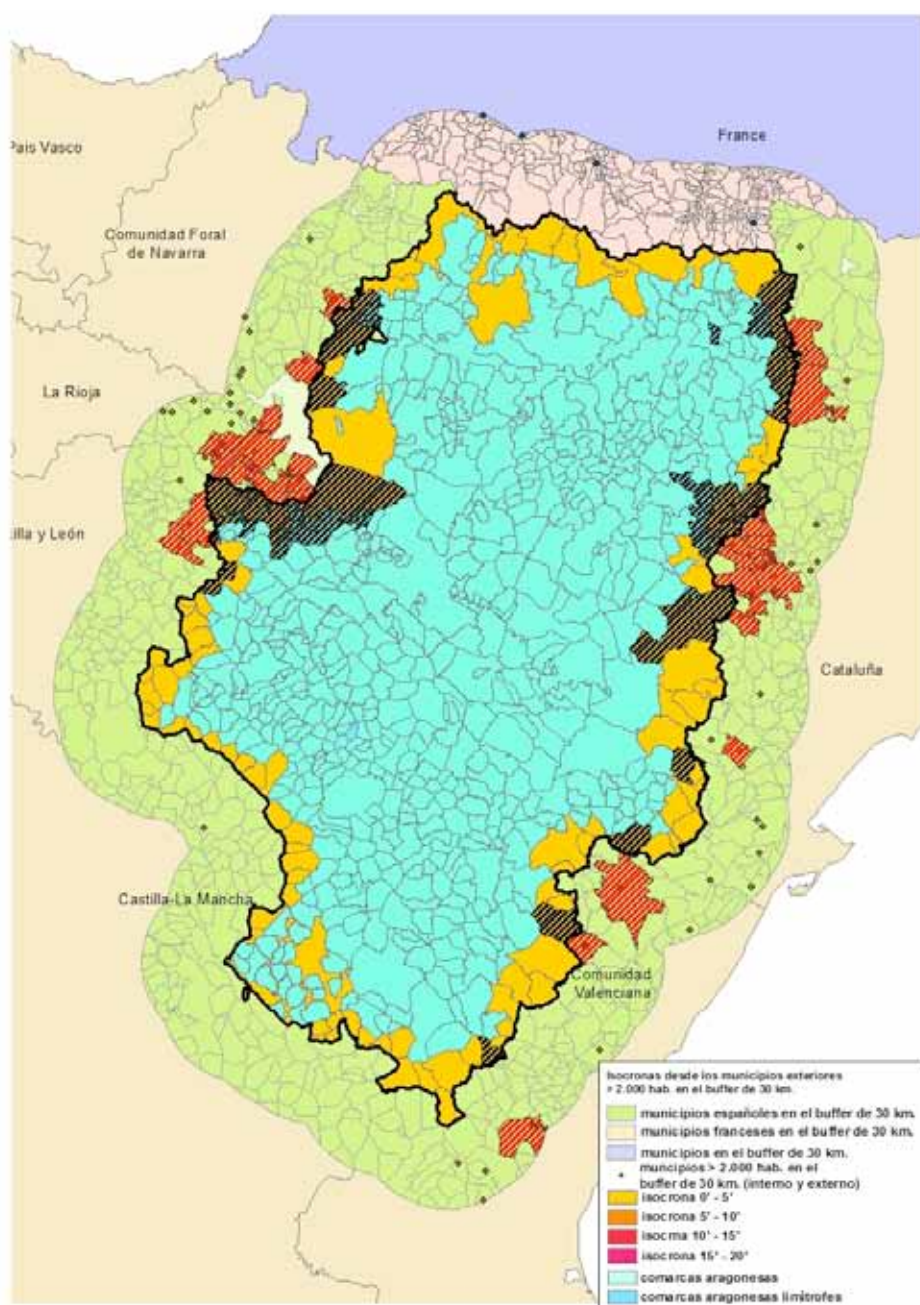 France
País Vasco
Comunidad Foral
de Navarra
La Rioja
illa y León
Cataluña
Castilla-La Mancha
Comunidad
Valenciana
Isocronas desde los municipios exteriores
> 2.000 hab. en el buffer de 30 km.
municipios españoles en el buffer de 30 km.
municipios franceses en el buffer de 30 km.
municipios en el buffer de 30 km.
muncipios > 2.000 hab. en el
buffer de 30 km. (interno y externo)
isocrona 0' - 5'
isocrona 5' - 10'
isocrna 10' - 15'
isocrona 15' - 20'
comarcas aragonesas
comarcas aragonesas limítrofes